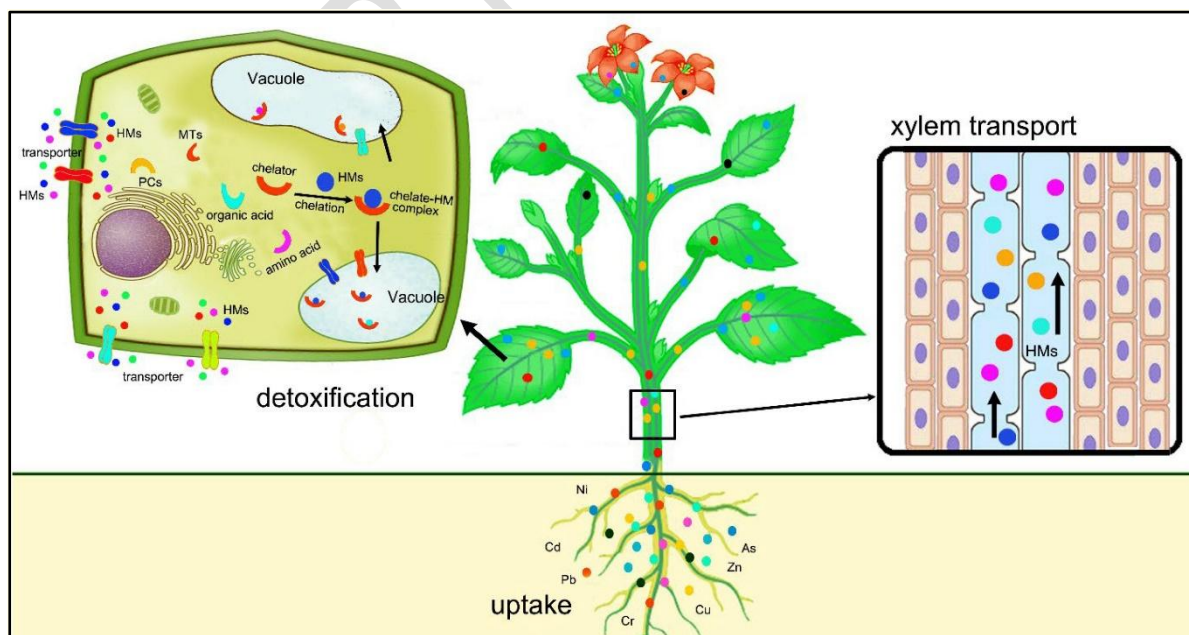 Vacuole
HMs
MTs
transporter
PCs
HMs
chelator
HMs
chelation
chelate-HM
complex
organic acid
amino acid
Vacuole
HMs
transporter
detoxification
xylem transport
HMs
Ni
Cd
As
Zn
Pb
Cu
Cr
uptake